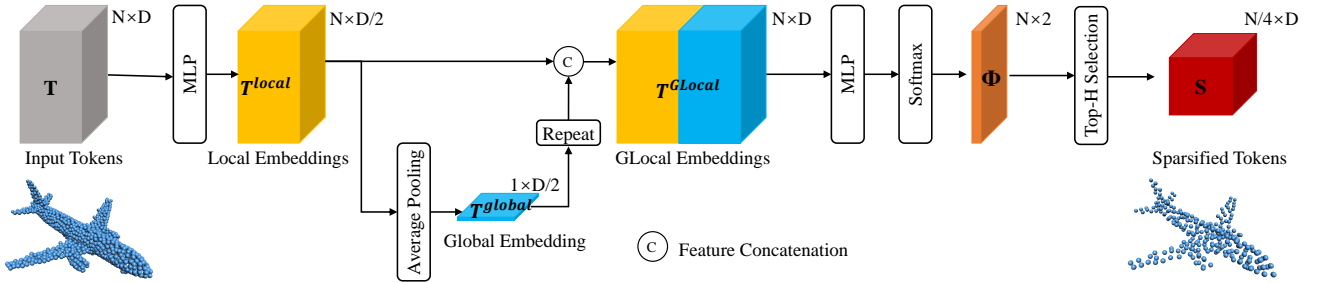 N×D
T
Input Tokens
MLP
N×D/2
T^local
Local Embeddings
Average Pooling
1×D/2
T^global
Global Embedding
Repeat
C
N×D
T^GLocal
GLocal Embeddings
C Feature Concatenation
MLP
Softmax
N×2
Φ
Top-H Selection
N/4×D
S
Sparsified Tokens